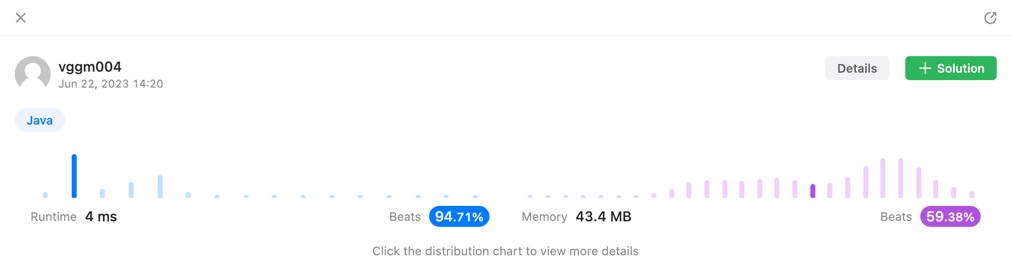 vggm004
Jun 22, 2023 14:20
Details
Solution
Java
Runtime 4 ms
Beats 94.71%
Memory 43.4 MB
Beats 59.38%
Click the distribution chart to view more details